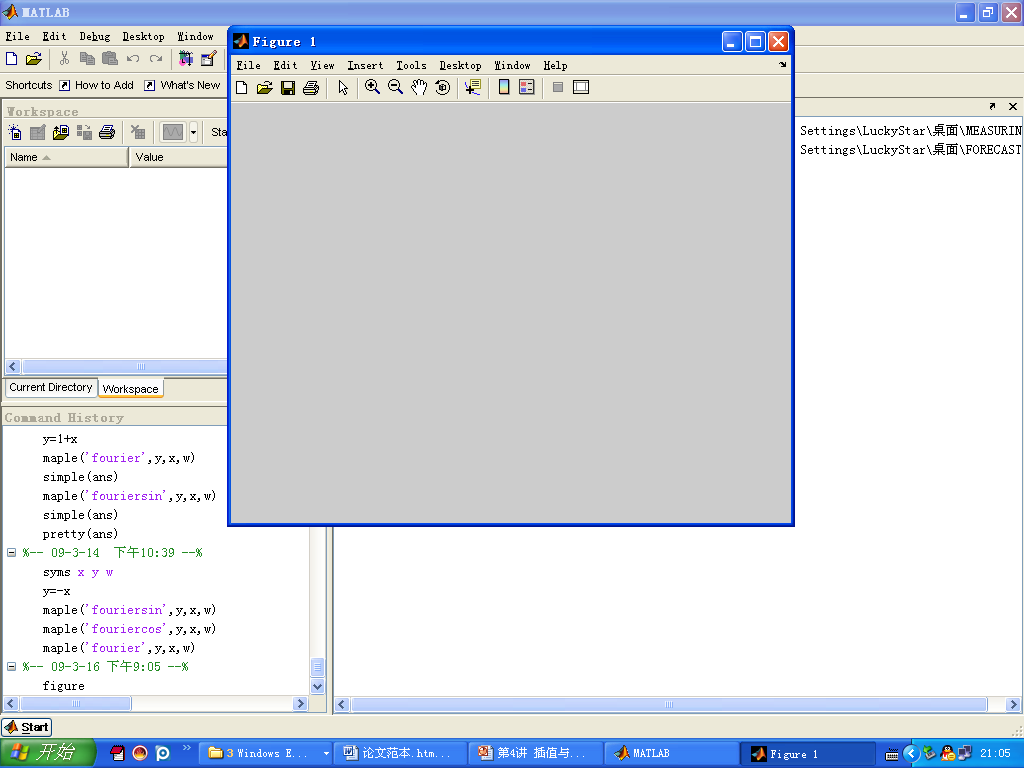 MATLAB
File Edit Debug Desktop Window
Shortcuts How to Add What's New
Workspace
Sta
Name Value
Current Directory Workspace
Command History
y=1+x
maple('fourier',y,x,w)
simple(ans)
maple('fouriersin',y,x,w)
simple(ans)
pretty(ans)
%-- 09-3-14 下午10:39 --%
syms x y w
y=-x
maple('fouriersin',y,x,w)
maple('fouriercos',y,x,w)
maple('fourier',y,x,w)
%-- 09-3-16 下午9:05 --%
figure
Figure 1
File Edit View Insert Tools Desktop Window Help
Settings\LuckyStar\桌面\MEASURIN
Settings\LuckyStar\桌面\FORECAST
Start
开始
3 Windows E...
论文范本.htm...
第4讲 插值与...
MATLAB
Figure 1
21:05